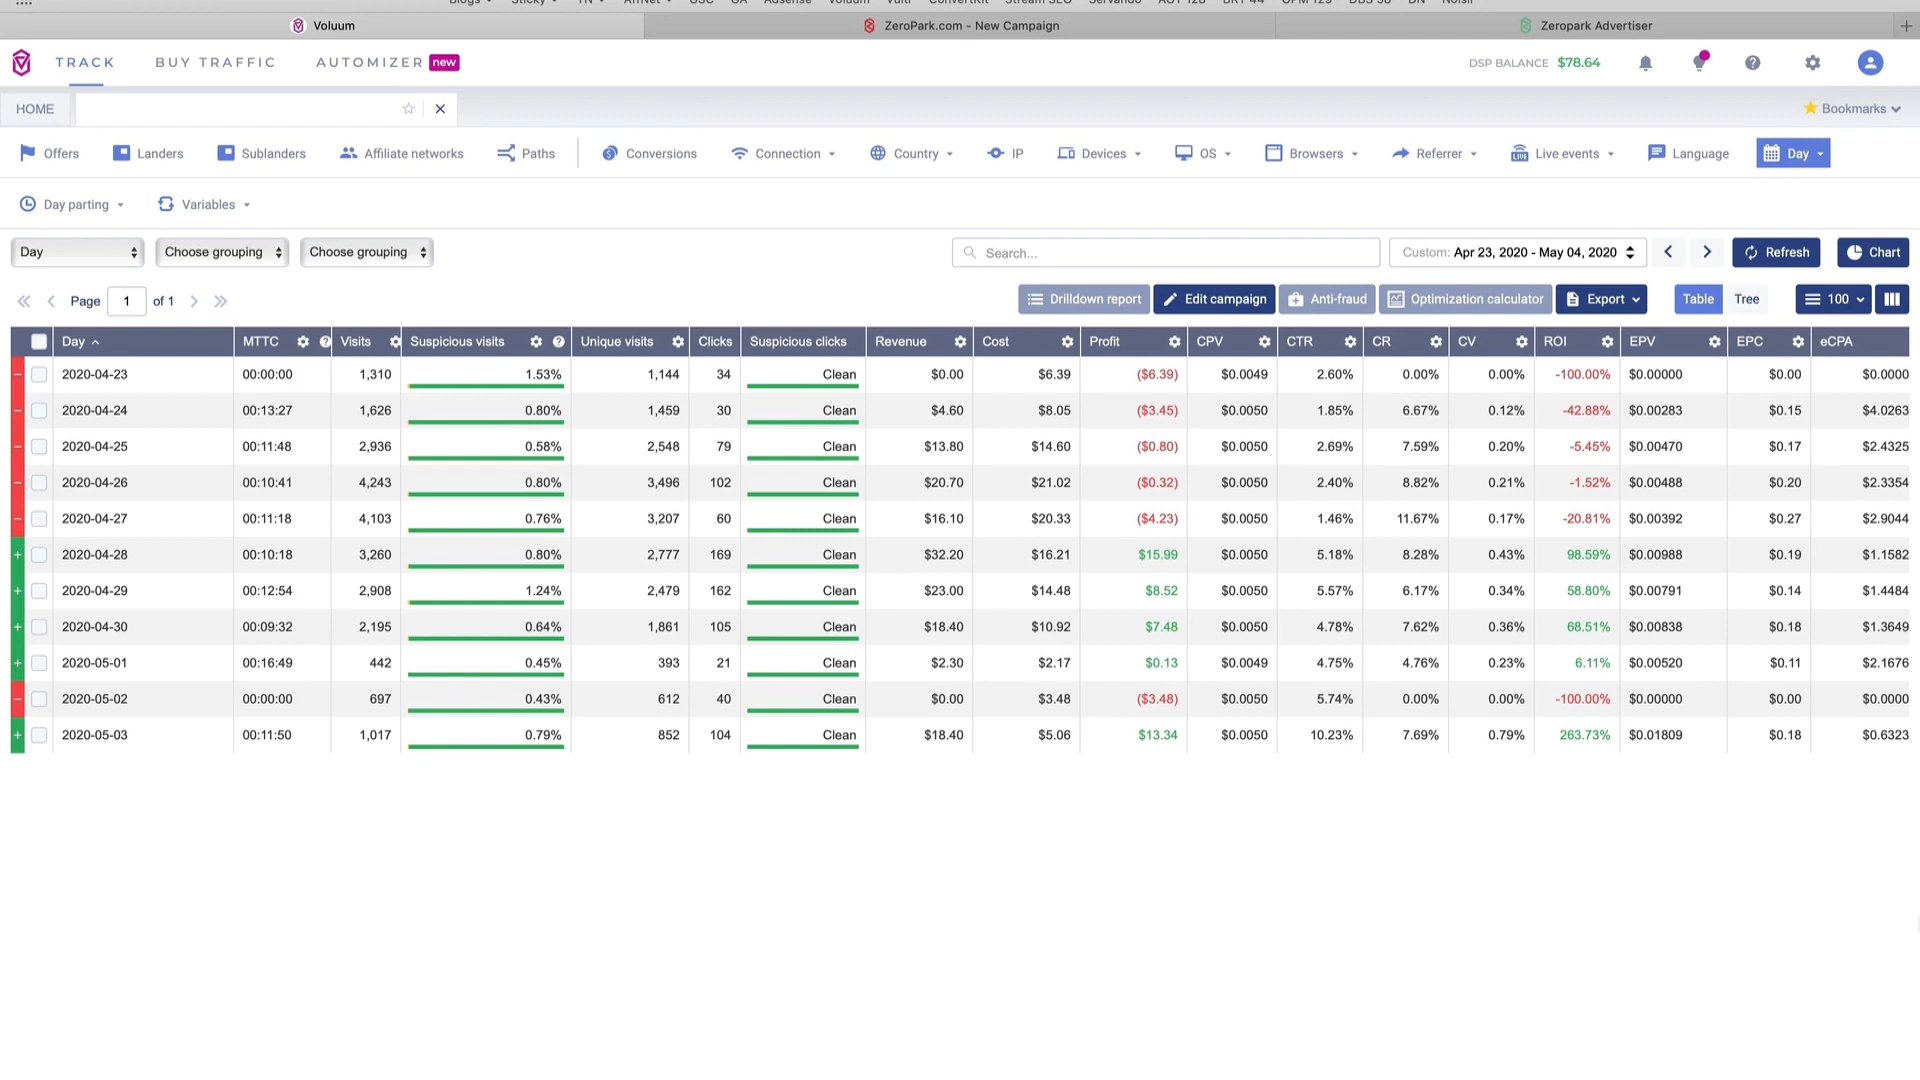 Voluum
ZeroPark.com - New Campaign
Zeropark Advertiser
TRACK BUY TRAFFIC AUTOMIZER new DSP BALANCE $78.64
HOME Bookmarks
Offers Landers Sublanders Affiliate networks Paths Conversions Connection Country IP Devices OS Browsers Referrer Live events Language Day
Day parting Variables
Day Choose grouping Choose grouping Search... Custom: Apr 23, 2020 - May 04, 2020 Refresh Chart
Page 1 of 1 Drilldown report Edit campaign Anti-fraud Optimization calculator Export Table Tree 100
Day MTTC Visits Suspicious visits Unique visits Clicks Suspicious clicks Revenue Cost Profit CPV CTR CR CV ROI EPV EPC eCPA
2020-04-23 00:00:00 1,310 1.53% 1,144 34 Clean $0.00 $6.39 ($6.39) $0.0049 2.60% 0.00% 0.00% -100.00% $0.00000 $0.00 $0.0000
2020-04-24 00:13:27 1,626 0.80% 1,459 30 Clean $4.60 $8.05 ($3.45) $0.0050 1.85% 6.67% 0.12% -42.88% $0.00283 $0.15 $4.0263
2020-04-25 00:11:48 2,936 0.58% 2,548 79 Clean $13.80 $14.60 ($0.80) $0.0050 2.69% 7.59% 0.20% -5.45% $0.00470 $0.17 $2.4325
2020-04-26 00:10:41 4,243 0.80% 3,496 102 Clean $20.70 $21.02 ($0.32) $0.0050 2.40% 8.82% 0.21% -1.52% $0.00488 $0.20 $2.3354
2020-04-27 00:11:18 4,103 0.76% 3,207 60 Clean $16.10 $20.33 ($4.23) $0.0050 1.46% 11.67% 0.17% -20.81% $0.00392 $0.27 $2.9044
2020-04-28 00:10:18 3,260 0.80% 2,777 169 Clean $32.20 $16.21 $15.99 $0.0050 5.18% 8.28% 0.43% 98.59% $0.00988 $0.19 $1.1582
2020-04-29 00:12:54 2,908 1.24% 2,479 162 Clean $23.00 $14.48 $8.52 $0.0050 5.57% 6.17% 0.34% 58.80% $0.00791 $0.14 $1.4484
2020-04-30 00:09:32 2,195 0.64% 1,861 105 Clean $18.40 $10.92 $7.48 $0.0050 4.78% 7.62% 0.36% 68.51% $0.00838 $0.18 $1.3649
2020-05-01 00:16:49 442 0.45% 393 21 Clean $2.30 $2.17 $0.13 $0.0049 4.75% 4.76% 0.23% 6.11% $0.00520 $0.11 $2.1676
2020-05-02 00:00:00 697 0.43% 612 40 Clean $0.00 $3.48 ($3.48) $0.0050 5.74% 0.00% 0.00% -100.00% $0.00000 $0.00 $0.0000
2020-05-03 00:11:50 1,017 0.79% 852 104 Clean $18.40 $5.06 $13.34 $0.0050 10.23% 7.69% 0.79% 263.73% $0.01809 $0.18 $0.6323